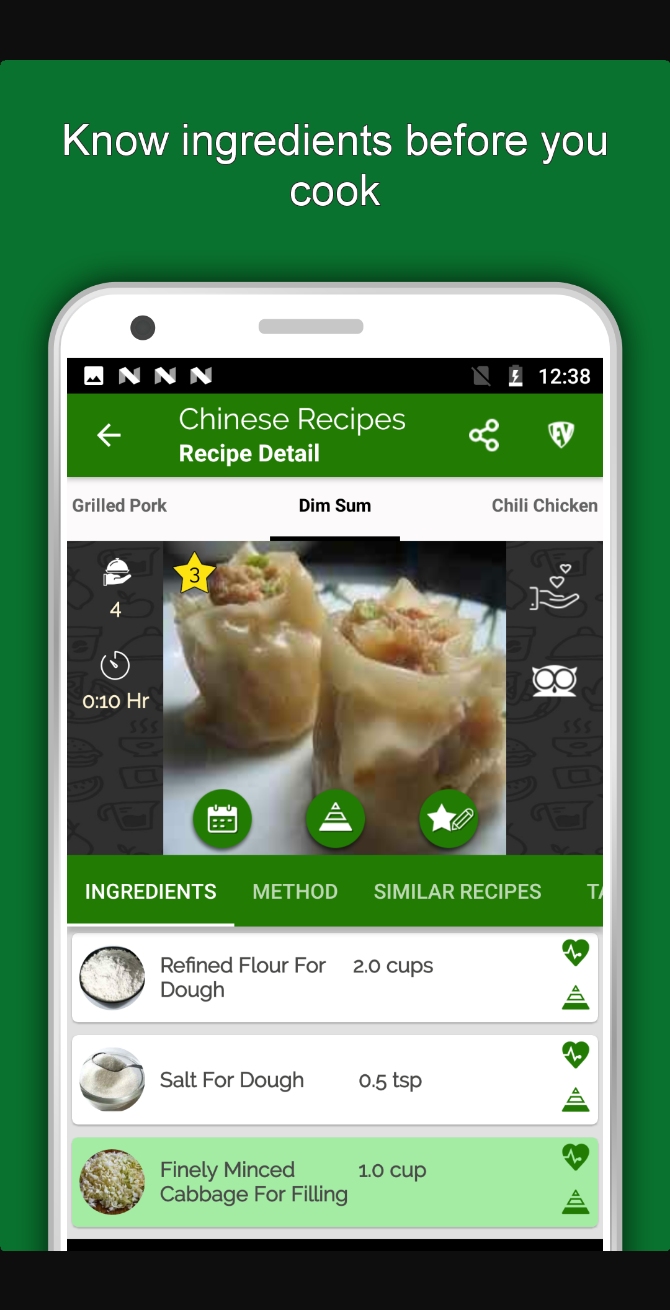 Know ingredients before you
cook
12:38
Chinese Recipes
Recipe Detail
EV
Grilled Pork
Dim Sum
Chili Chicken
3
4
0:10 Hr
INGREDIENTS
METHOD
SIMILAR RECIPES
TA
Refined Flour For
Dough
2.0 cups
Salt For Dough
0.5 tsp
Finely Minced
Cabbage For Filling
1.0 cup